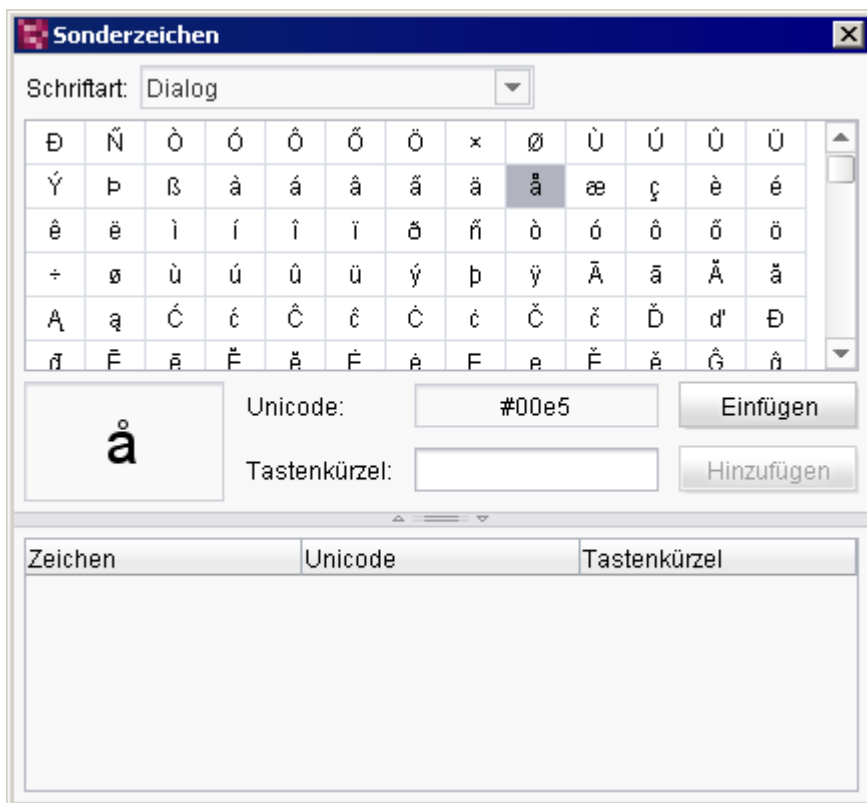 Sonderzeichen
Schriftart: Dialog
Ð Ñ Ò Ó Ô Õ Ö × Ø Ù Ú Û Ü
Ý Þ ß à á â ã ä å æ ç è é
ê ë ì í î ï ð ñ ò ó ô õ ö
÷ ø ù ú û ü ý þ ÿ Ā ā Ă ă
Ą ą Ć ć Ĉ ĉ Ċ ċ Č č Ď ď Đ
đ Ē ē Ĕ ĕ Ė ė Ę ę Ě ě Ĝ ĝ
å
Unicode: #00e5 Einfügen
Tastenkürzel: Hinzufügen
Zeichen Unicode Tastenkürzel